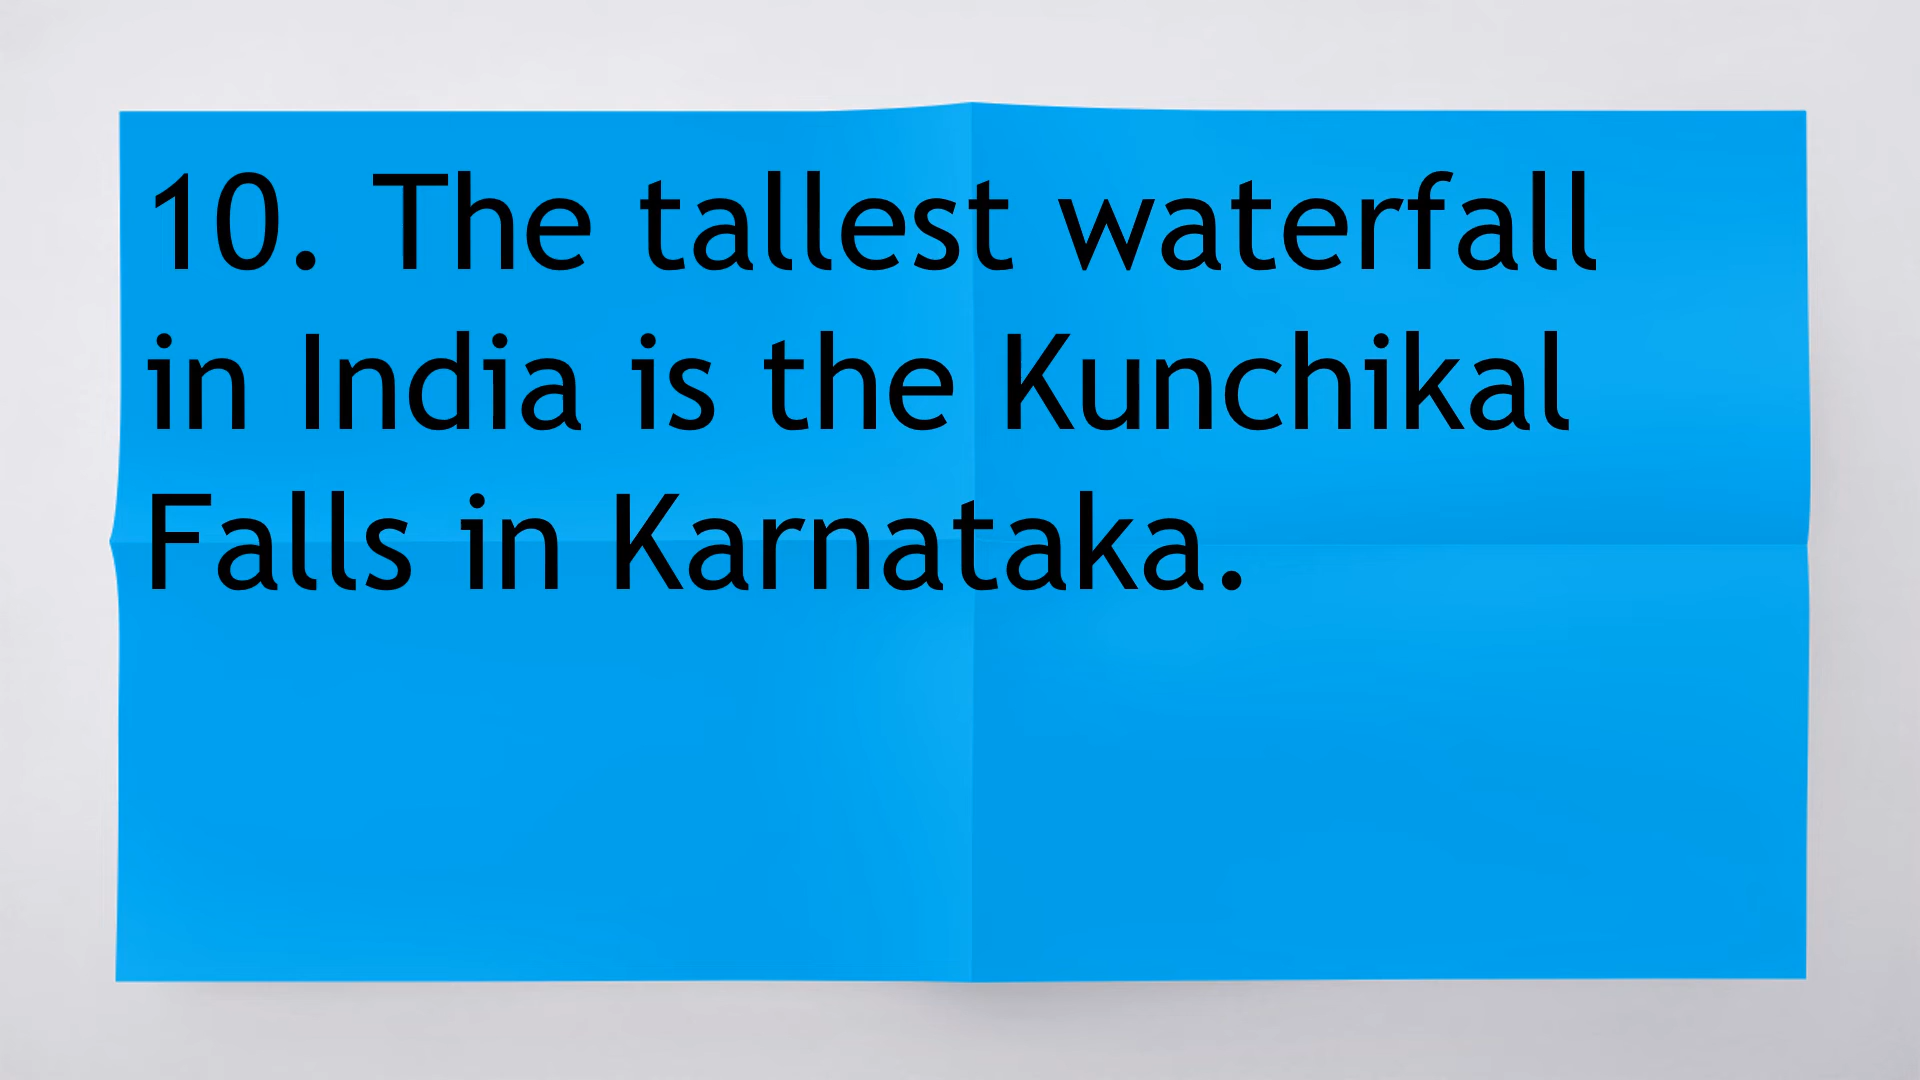 10. The tallest waterfall
in India is the Kunchikal
Falls in Karnataka.